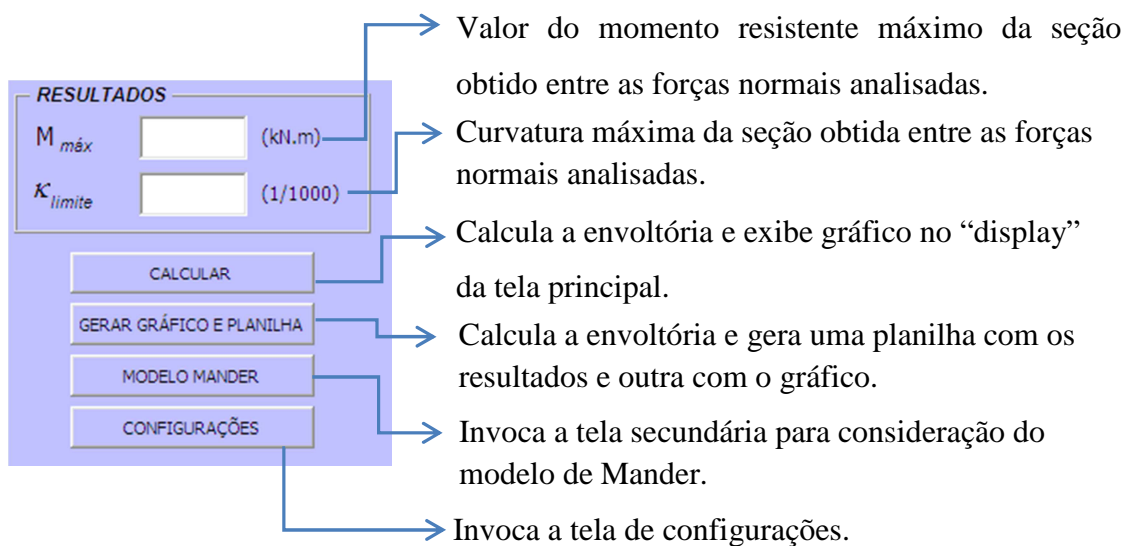 Valor do momento resistente máximo da seção
obtido entre as forças normais analisadas.
RESULTADOS
M máx (kN.m)
Curvatura máxima da seção obtida entre as forças
normais analisadas.
κ limite (1/1000)
Calcula a envoltória e exibe gráfico no “display”
da tela principal.
CALCULAR
GERAR GRÁFICO E PLANILHA
Calcula a envoltória e gera uma planilha com os
resultados e outra com o gráfico.
MODELO MANDER
CONFIGURAÇÕES
Invoca a tela secundária para consideração do
modelo de Mander.
Invoca a tela de configurações.